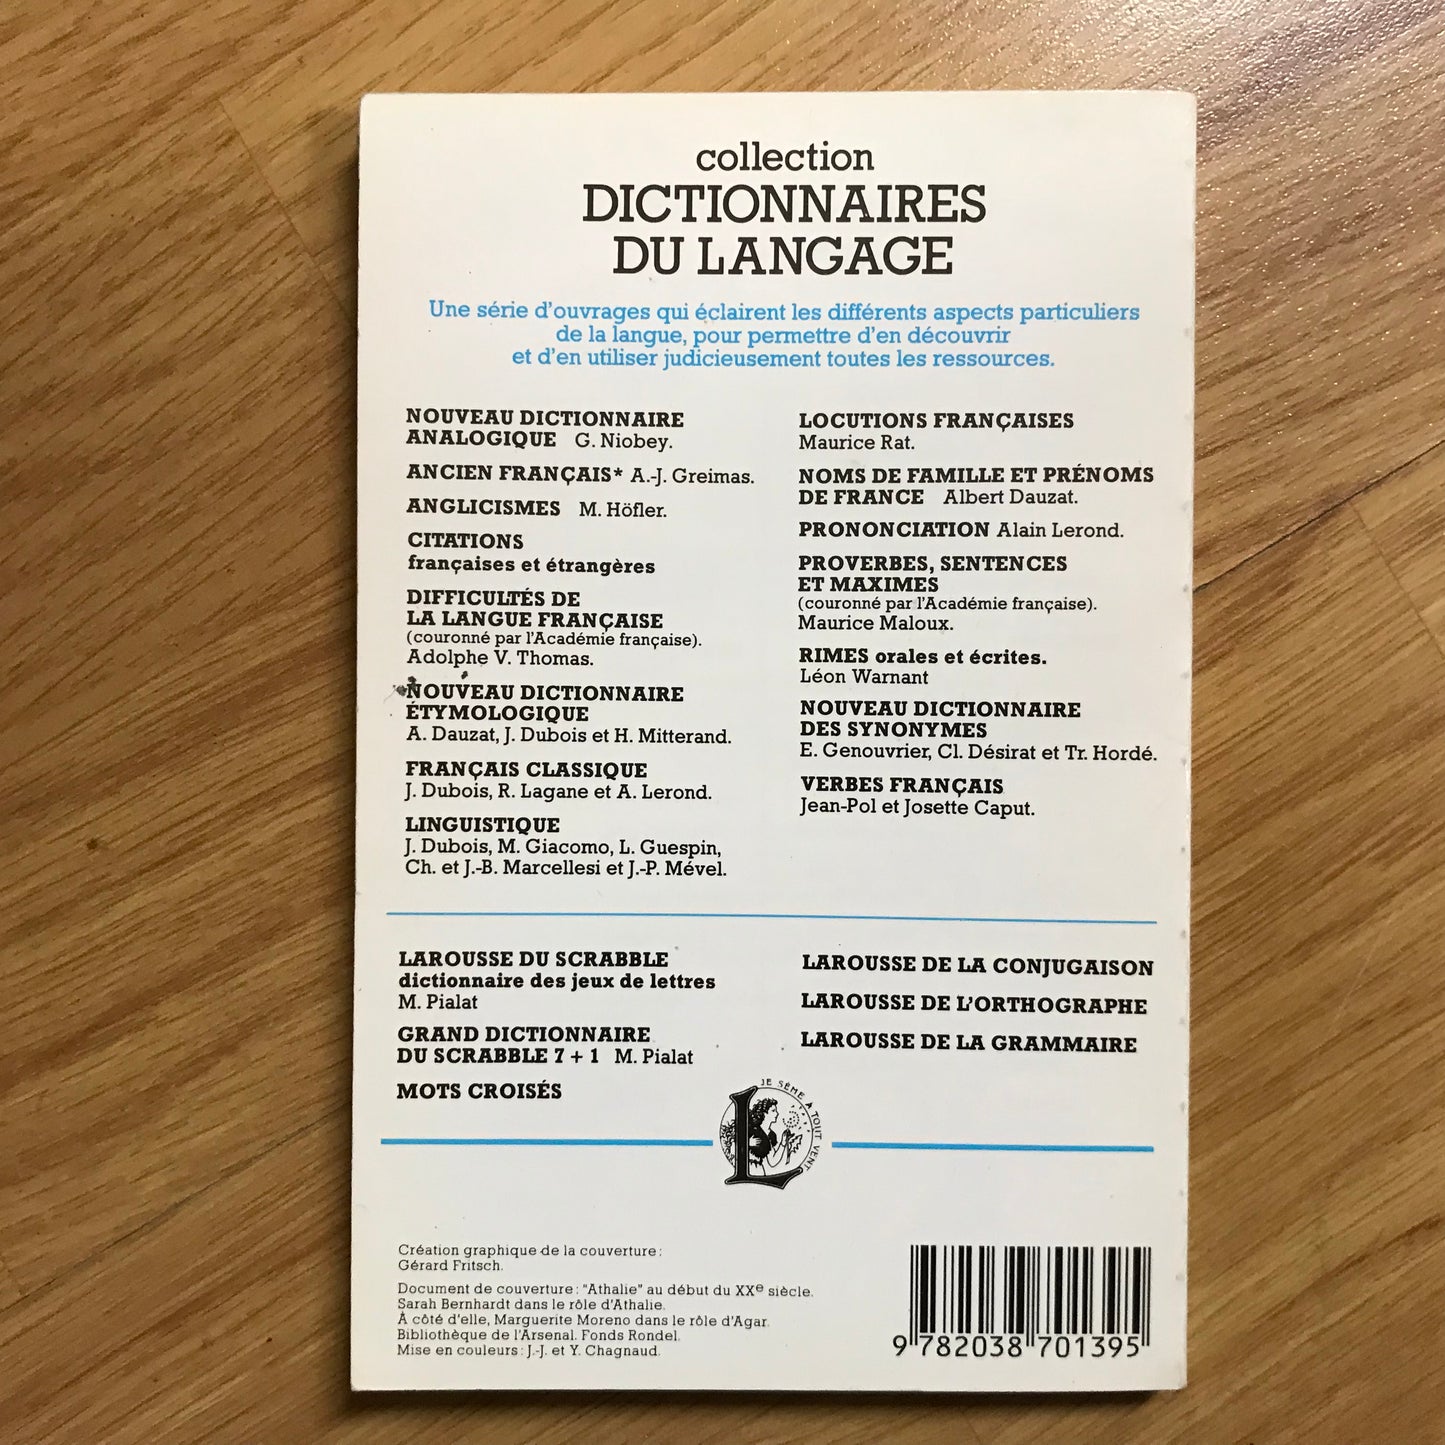 collection
DICTIONNAIRES
DU LANGAGE
Une série d'ouvrages qui éclairent les différents aspects particuliers
de la langue, pour permettre d'en découvrir
et d'en utiliser judicieusement toutes les ressources.
NOUVEAU DICTIONNAIRE
ANALOGIQUE G. Niobey.
ANCIEN FRANÇAIS* A.-J. Greimas.
ANGLICISMES M. Höfler.
CITATIONS
françaises et étrangères
DIFFICULTÉS DE
LA LANGUE FRANÇAISE
(couronné par l'Académie française).
Adolphe V. Thomas.
NOUVEAU DICTIONNAIRE
ÉTYMOLOGIQUE
A. Dauzat, J. Dubois et H. Mitterand.
FRANÇAIS CLASSIQUE
J. Dubois, R. Lagane et A. Lerond.
LINGUISTIQUE
J. Dubois, M. Giacomo, L. Guespin,
Ch. et J.-B. Marcellesi et J.-P. Mével.
LOCUTIONS FRANÇAISES
Maurice Rat.
NOMS DE FAMILLE ET PRÉNOMS
DE FRANCE Albert Dauzat.
PRONONCIATION Alain Lerond.
PROVERBES, SENTENCES
ET MAXIMES
(couronné par l'Académie française).
Maurice Maloux.
RIMES orales et écrites.
Léon Warnant
NOUVEAU DICTIONNAIRE
DES SYNONYMES
E. Genouvrier, Cl. Désirat et Tr. Hordé.
VERBES FRANÇAIS
Jean-Pol et Josette Caput.
LAROUSSE DU SCRABBLE
dictionnaire des jeux de lettres
M. Pialat
GRAND DICTIONNAIRE
DU SCRABBLE 7 + 1 M. Pialat
MOTS CROISÉS
LAROUSSE DE LA CONJUGAISON
LAROUSSE DE L'ORTHOGRAPHE
LAROUSSE DE LA GRAMMAIRE
JE SÈME À TOUT VENT
L
Création graphique de la couverture :
Gérard Fritsch.
Document de couverture : "Athalie" au début du XXe siècle.
Sarah Bernhardt dans le rôle d'Athalie.
À côté d'elle, Marguerite Moreno dans le rôle d'Agar.
Bibliothèque de l'Arsenal. Fonds Rondel.
Mise en couleurs : J.-J. et Y. Chagnaud.
9 782038 701395